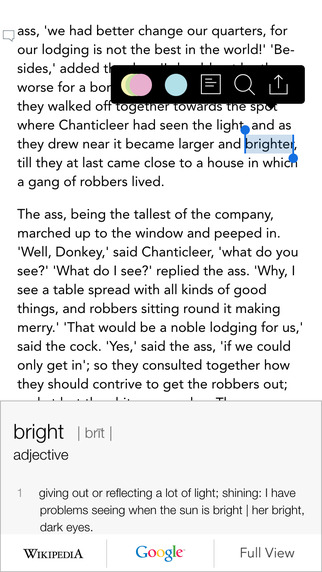 ass, 'we had better change our quarters, for
our lodging is not the best in the world!' 'Be-
sides,' added
worse for a
they walked off together towards the spot
where Chanticleer had seen the light, and as
they drew near it became larger and brighter,
till they at last came close to a house in which
a gang of robbers lived.
The ass, being the tallest of the company,
marched up to the window and peeped in.
'Well, Donkey,' said Chanticleer, 'what do you
see?' 'What do I see?' replied the ass. 'Why, I
see a table spread with all kinds of good
things, and robbers sitting round it making
merry.' 'That would be a noble lodging for us,'
said the cock. 'Yes,' said the ass, 'if we could
only get in'; so they consulted together how
they should contrive to get the robbers out;
bright | brīt |
adjective
1 giving out or reflecting a lot of light; shining: I have
problems seeing when the sun is bright | her bright,
dark eyes.
WIKIPEDIA Google Full View